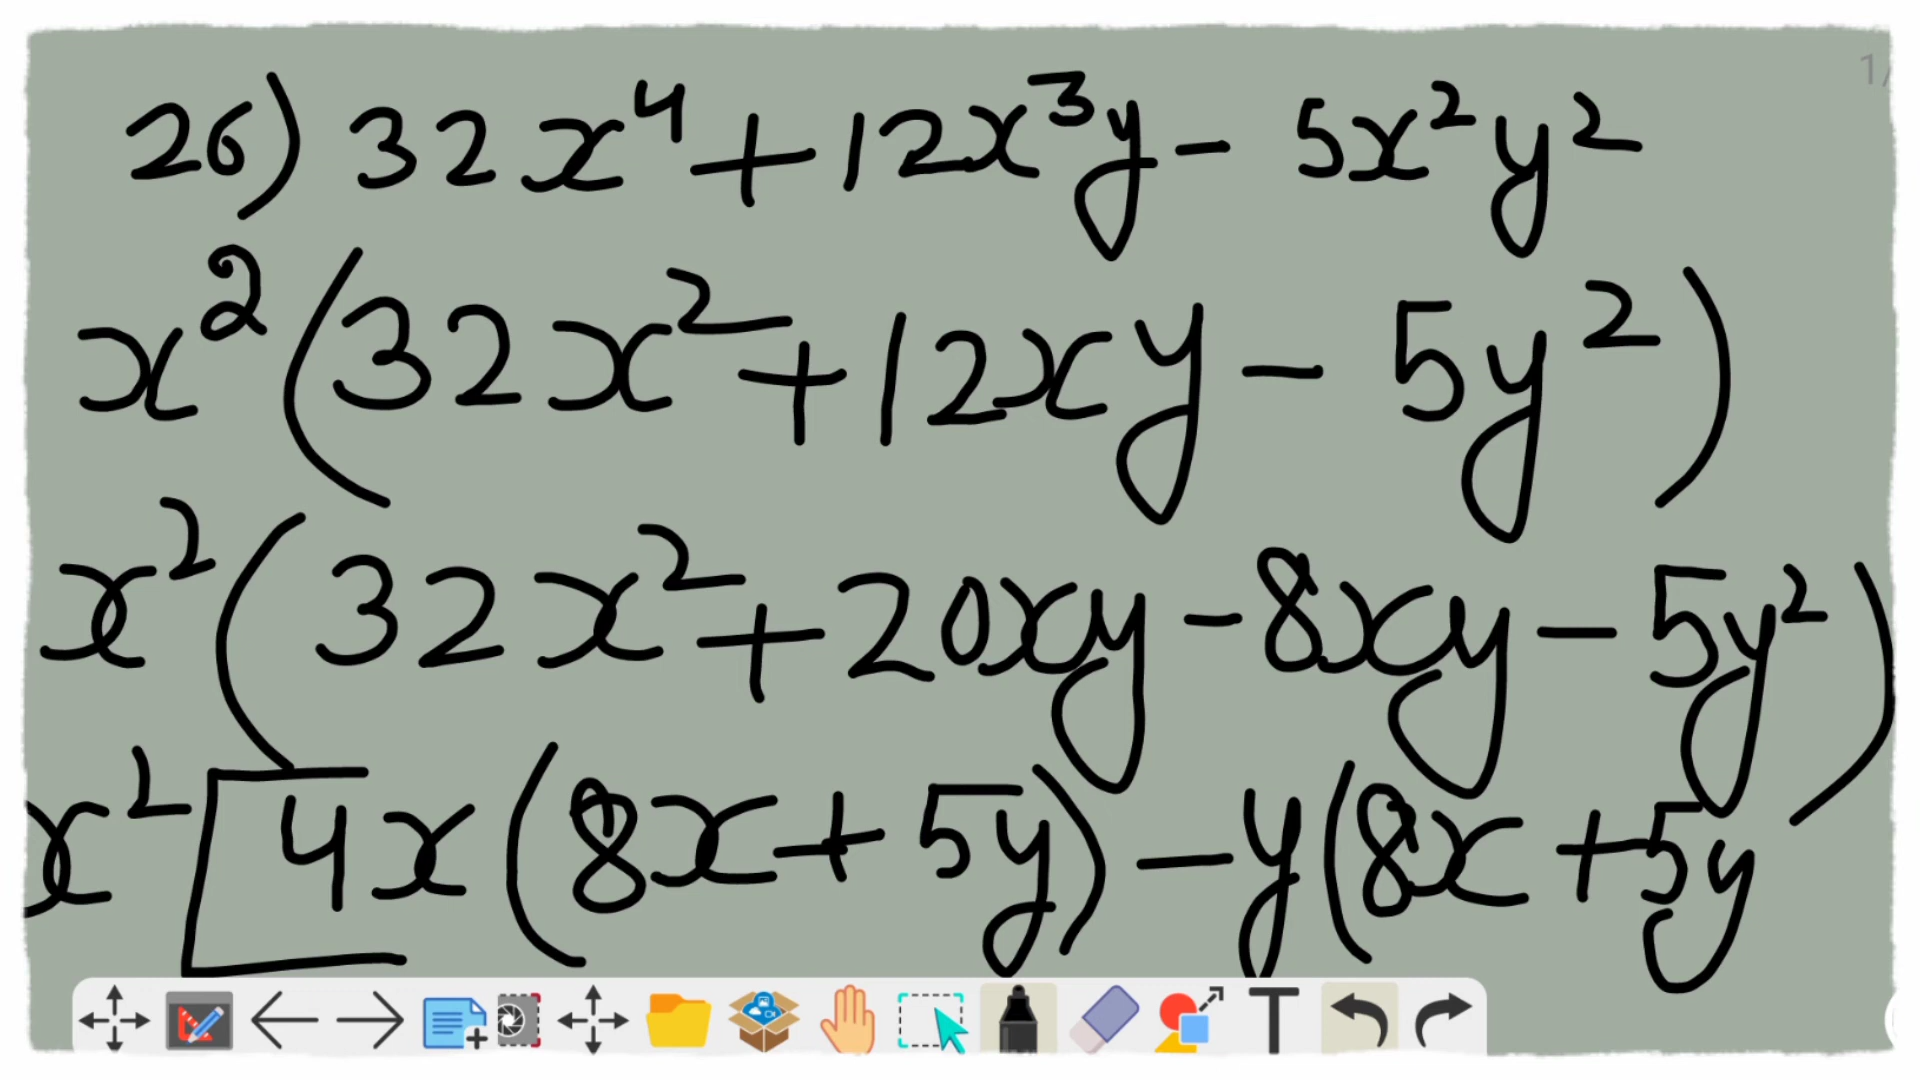 1/
26) 32x⁴ + 12x³y - 5x²y²
x² (32x² + 12xy - 5y²)
x² (32x² + 20xy - 8xy - 5y²)
x² [4x (8x + 5y) - y (8x + 5y
T